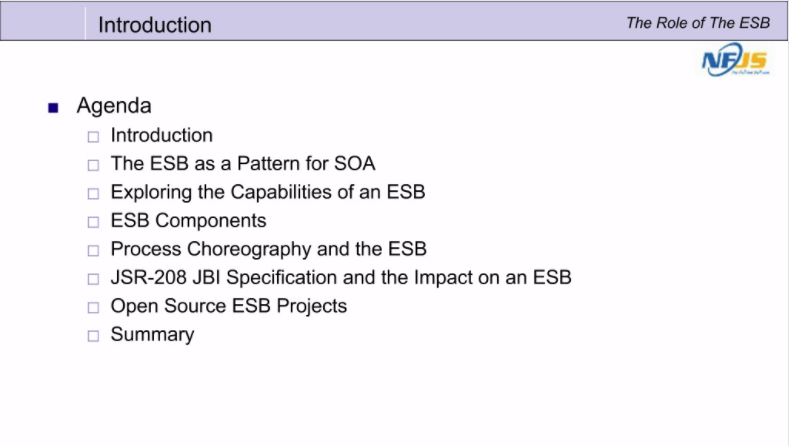 Introduction
The Role of The ESB
NFJS
Agenda
Introduction
The ESB as a Pattern for SOA
Exploring the Capabilities of an ESB
ESB Components
Process Choreography and the ESB
JSR-208 JBI Specification and the Impact on an ESB
Open Source ESB Projects
Summary